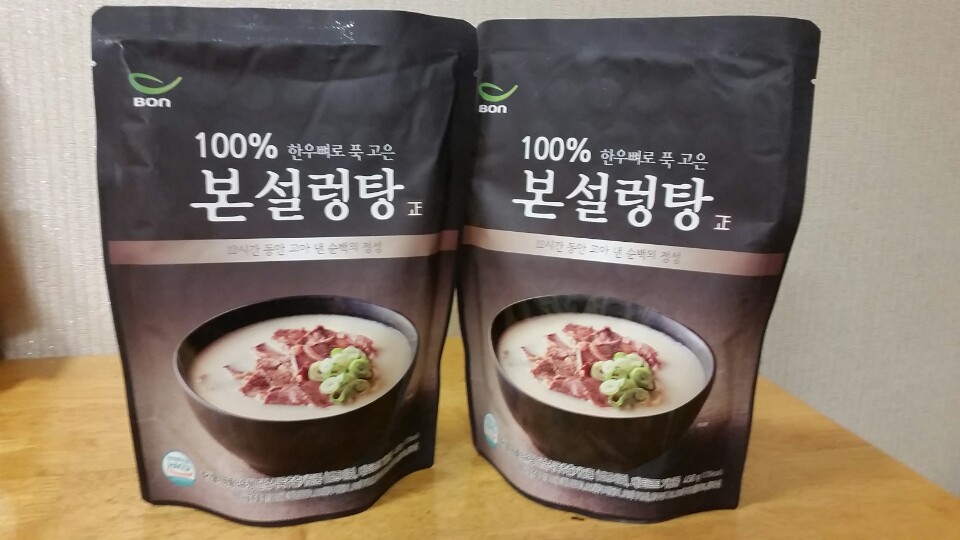 BON
100% 한우뼈로 푹 고은
본설렁탕 正
12시간 동안 고아 낸 순백의 정성
BON
100% 한우뼈로 푹 고은
본설렁탕 正
12시간 동안 고아 낸 순백의 정성